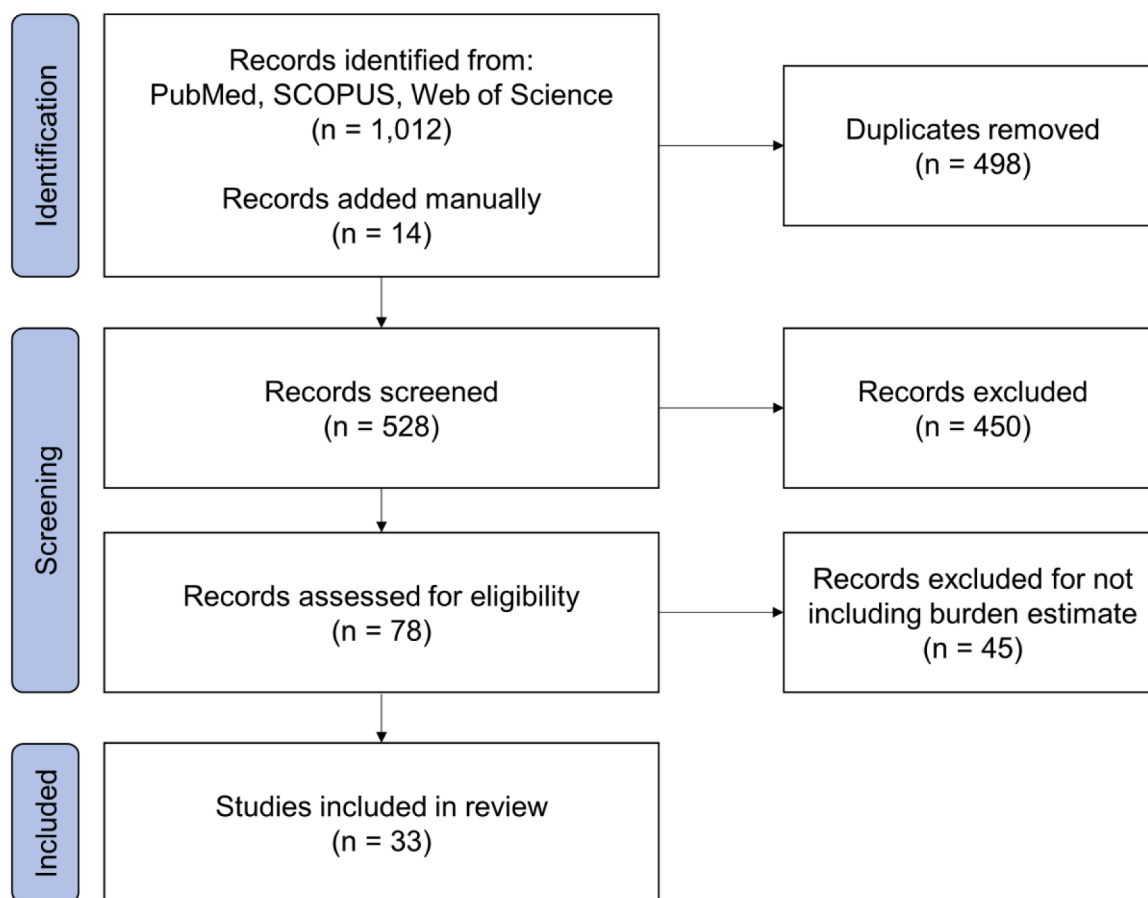 Identification
Records identified from:
PubMed, SCOPUS, Web of Science
(n = 1,012)
Records added manually
(n = 14)
Duplicates removed
(n = 498)
Screening
Records screened
(n = 528)
Records excluded
(n = 450)
Records assessed for eligibility
(n = 78)
Records excluded for not
including burden estimate
(n = 45)
Included
Studies included in review
(n = 33)